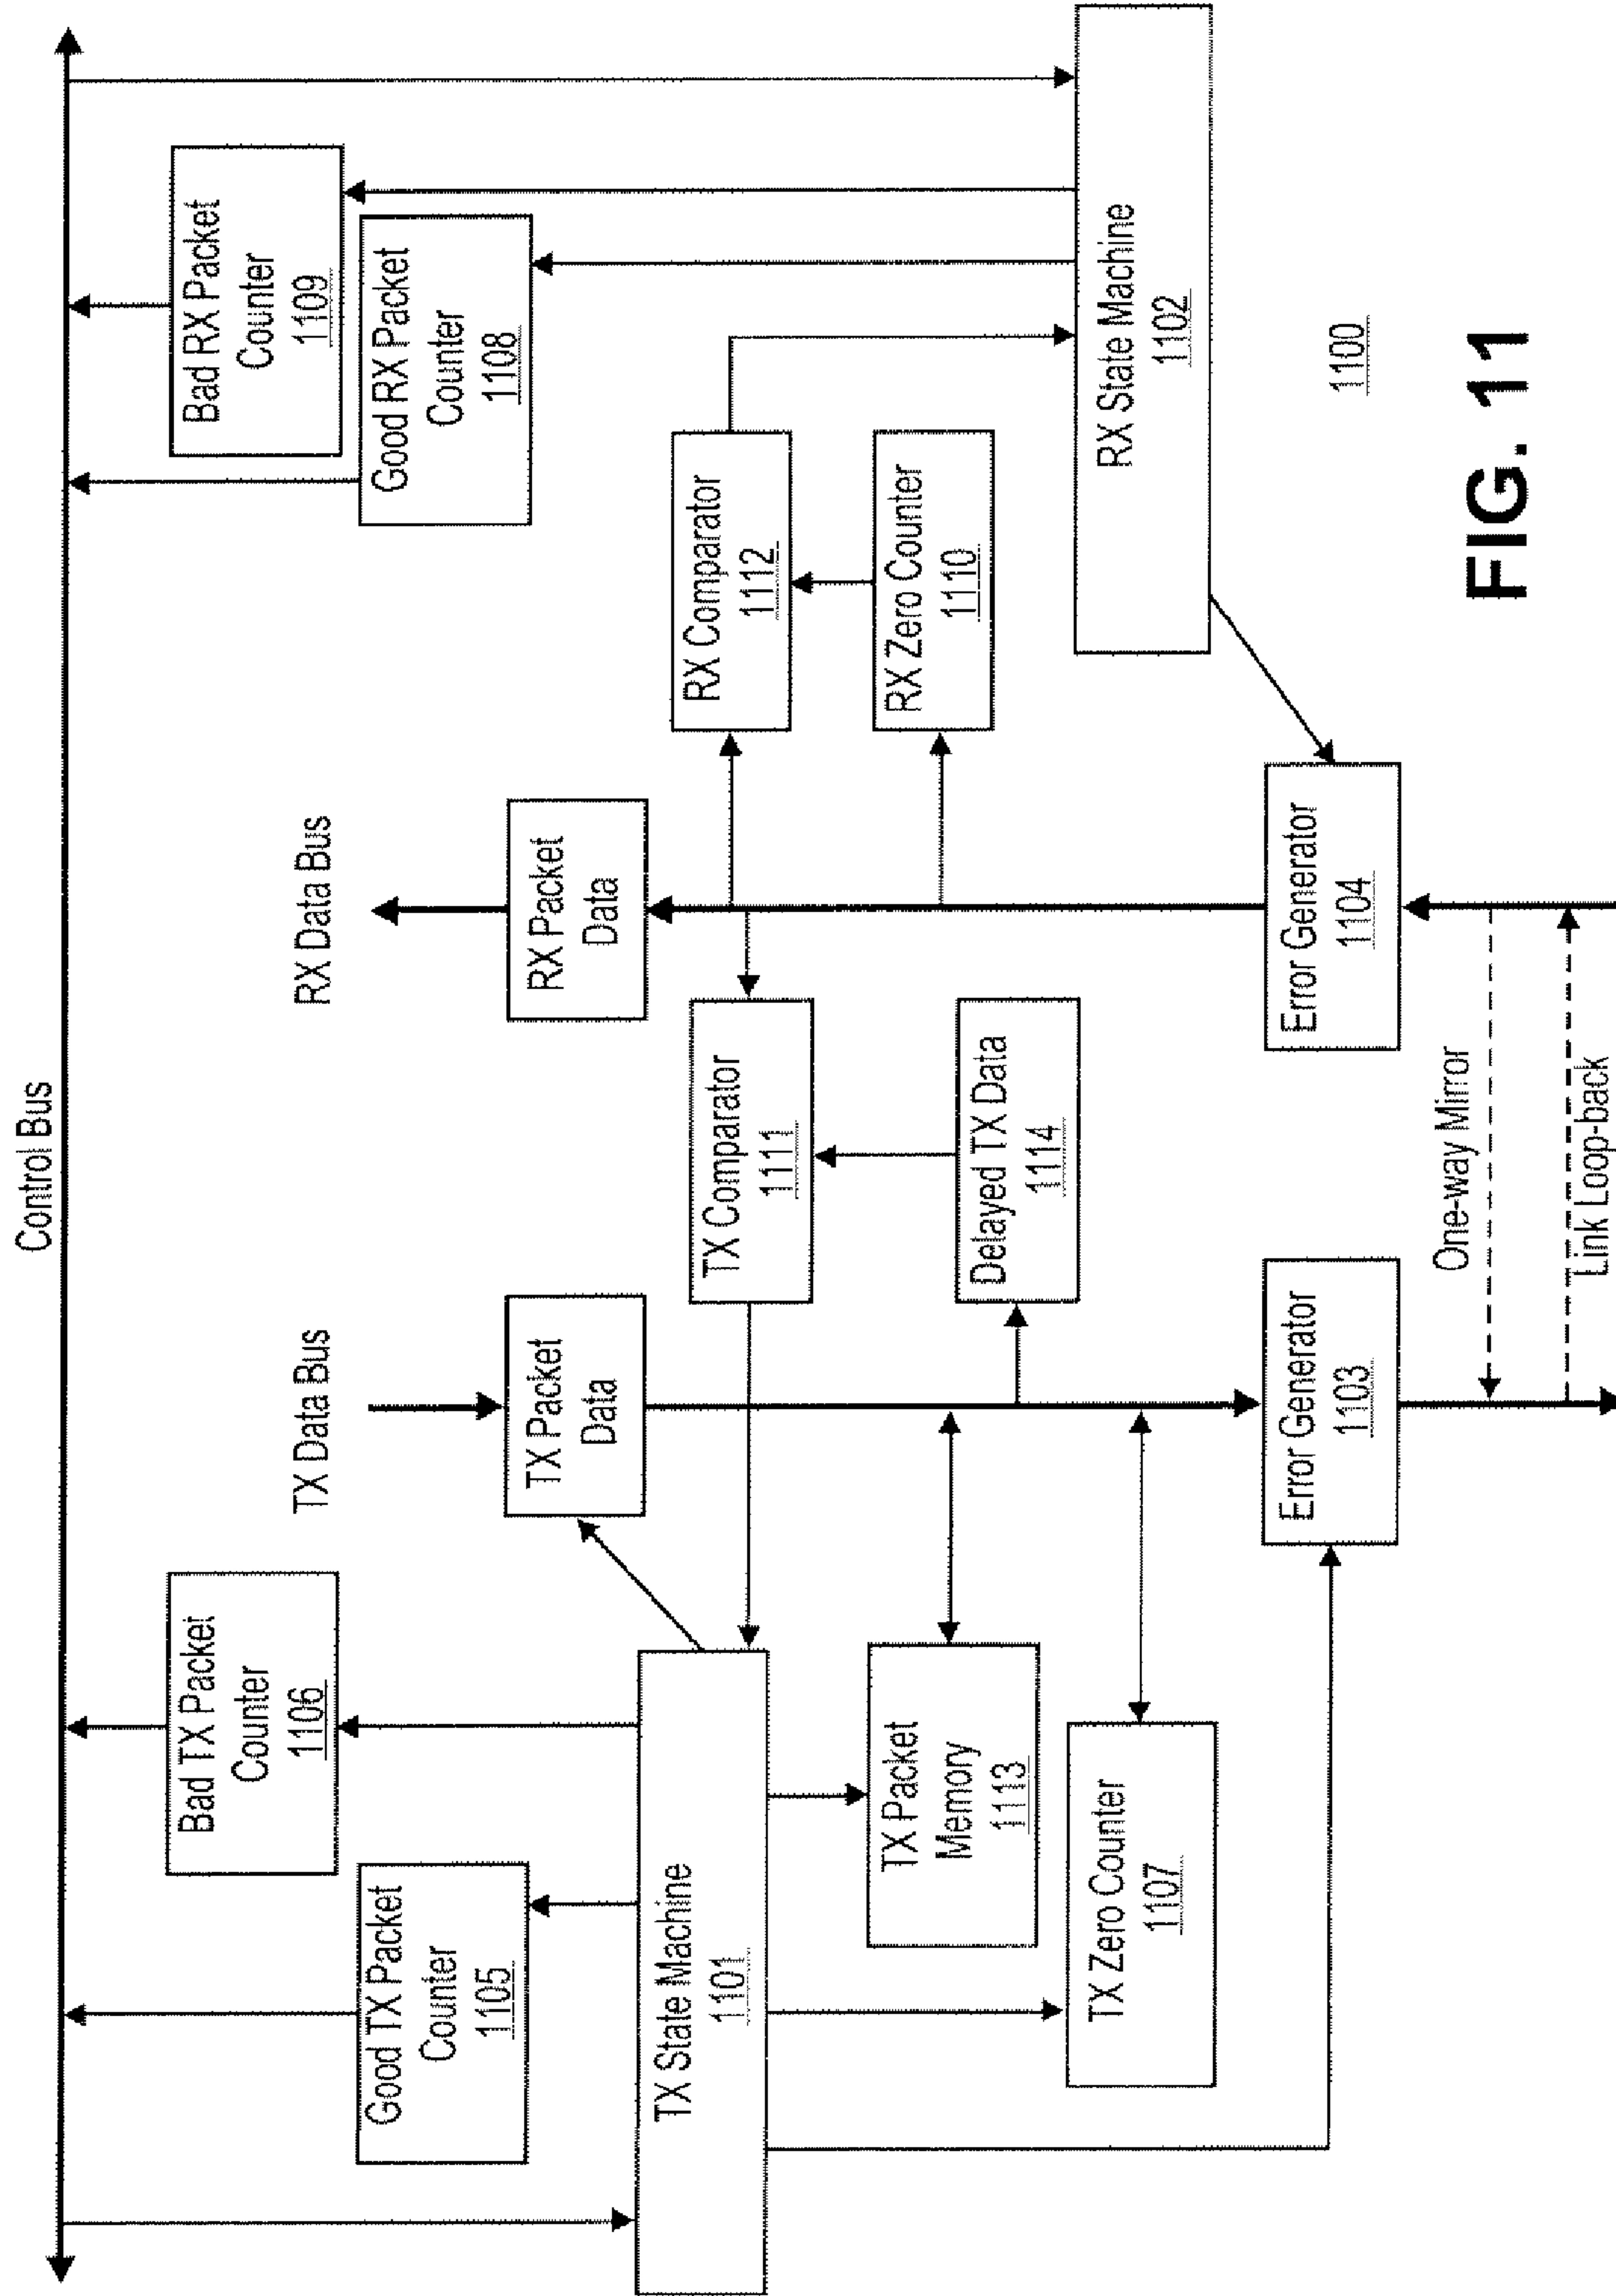 Control Bus
TX Data Bus
RX Data Bus
Good TX Packet
Counter
1105
Bad TX Packet
Counter
1106
Bad RX Packet
Counter
1109
Good RX Packet
Counter
1108
TX State Machine
1101
TX Packet
Data
RX Packet
Data
TX Comparator
1111
RX Comparator
1112
TX Packet
Memory
1113
Delayed TX Data
1114
RX Zero Counter
1110
TX Zero Counter
1107
RX State Machine
1102
Error Generator
1103
Error Generator
1104
One-way Mirror
Link Loop-back
1100
FIG. 11